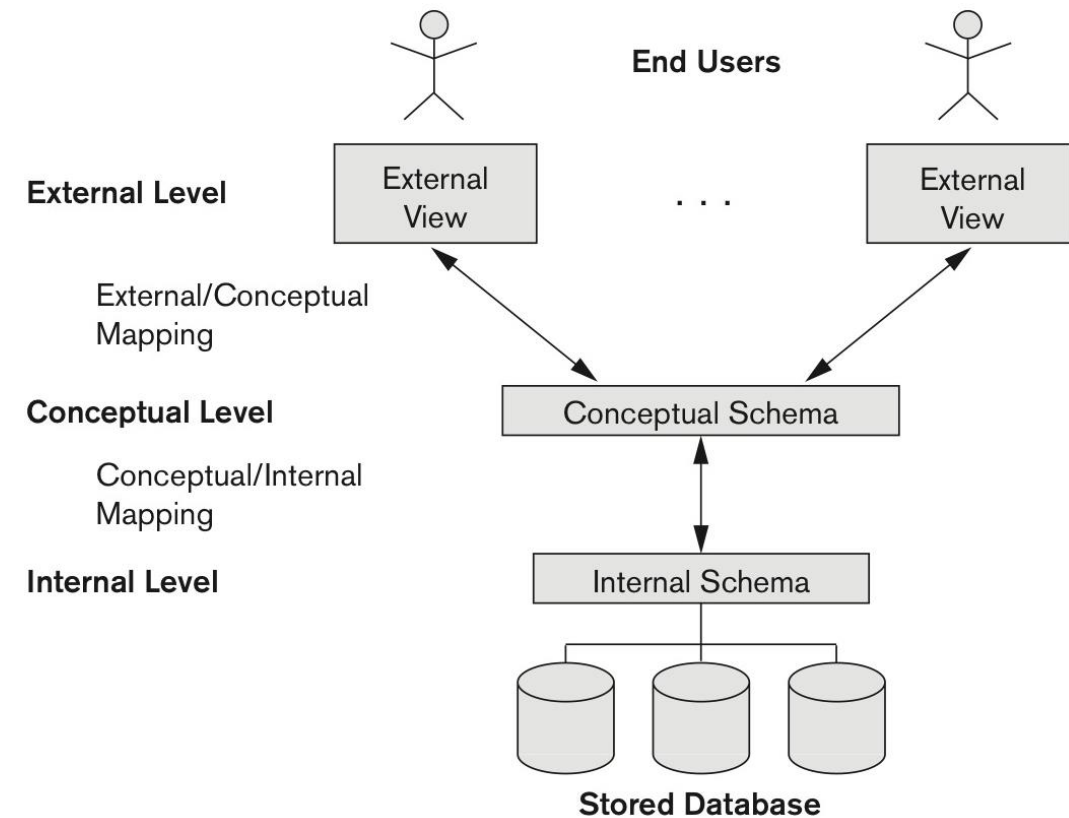 End Users
External Level
External
View
. . .
External
View
External/Conceptual
Mapping
Conceptual Level
Conceptual Schema
Conceptual/Internal
Mapping
Internal Level
Internal Schema
Stored Database